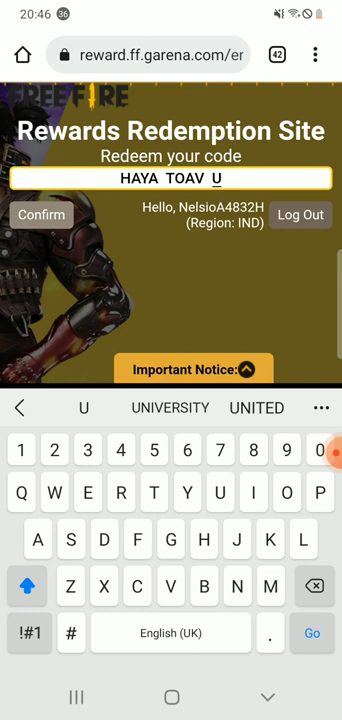 20:46 36
reward.ff.garena.com/er 42
FREE FIRE
Rewards Redemption Site
Redeem your code
HAYA TOAV U
Confirm
Hello, NelsioA4832H
(Region: IND)
Log Out
Important Notice:
U UNIVERSITY UNITED
1 2 3 4 5 6 7 8 9 0
Q W E R T Y U I O P
A S D F G H J K L
Z X C V B N M
!#1 # English (UK) . Go